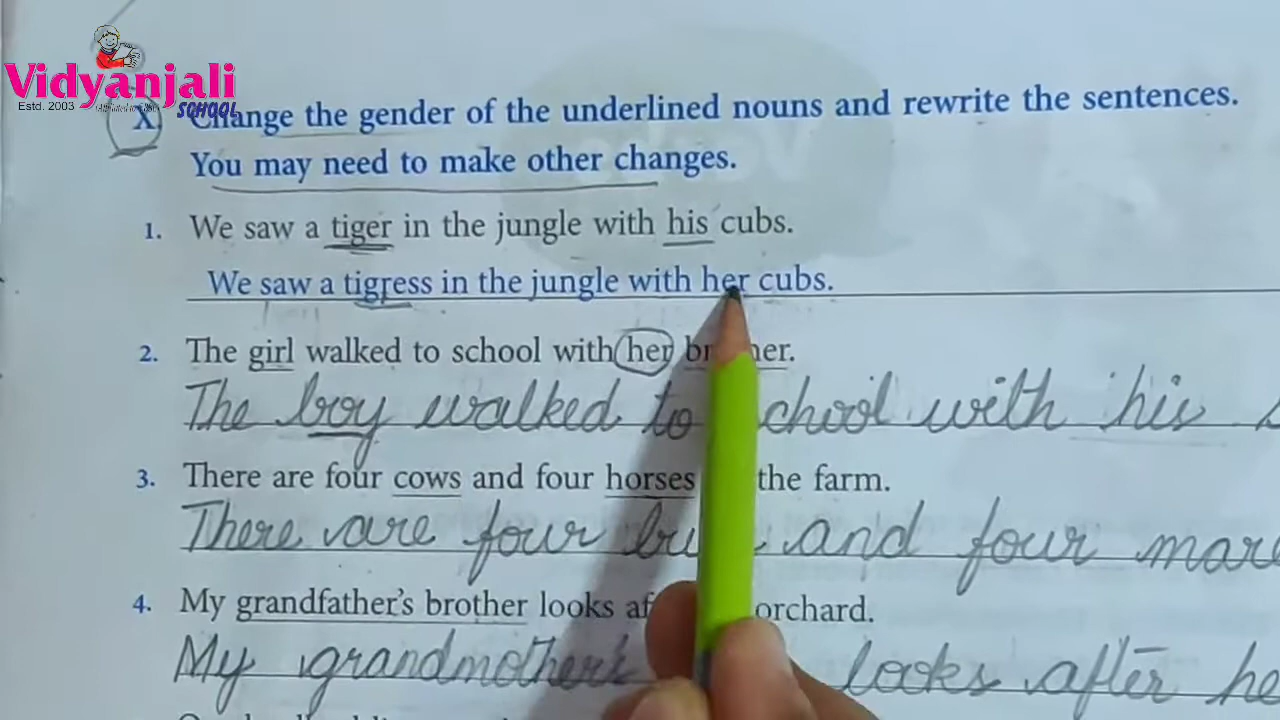 Vidyanjali
Estd. 2003
SCHOOL
X Change the gender of the underlined nouns and rewrite the sentences.
You may need to make other changes.
1. We saw a tiger in the jungle with his cubs.
We saw a tigress in the jungle with her cubs.
2. The girl walked to school with her
The boy walked to school with his
3. There are four cows and four horses the farm.
There are four and four
4. My grandfather's brother looks orchard.
My grandmother's looks after